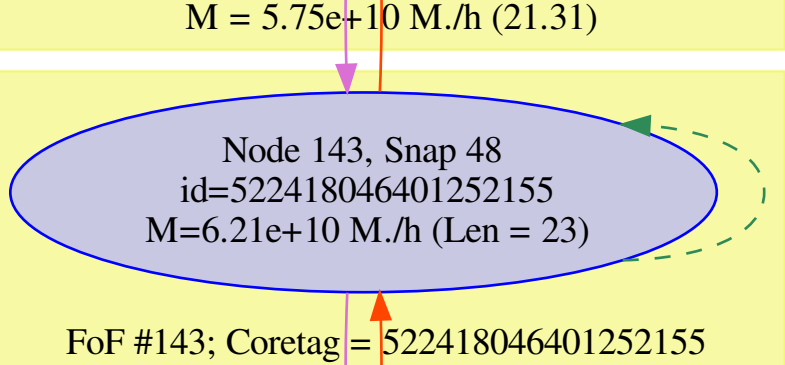 M = 5.75e+10 M./h (21.31)
Node 143, Snap 48
id=522418046401252155
M=6.21e+10 M./h (Len = 23)
FoF #143; Coretag = 522418046401252155